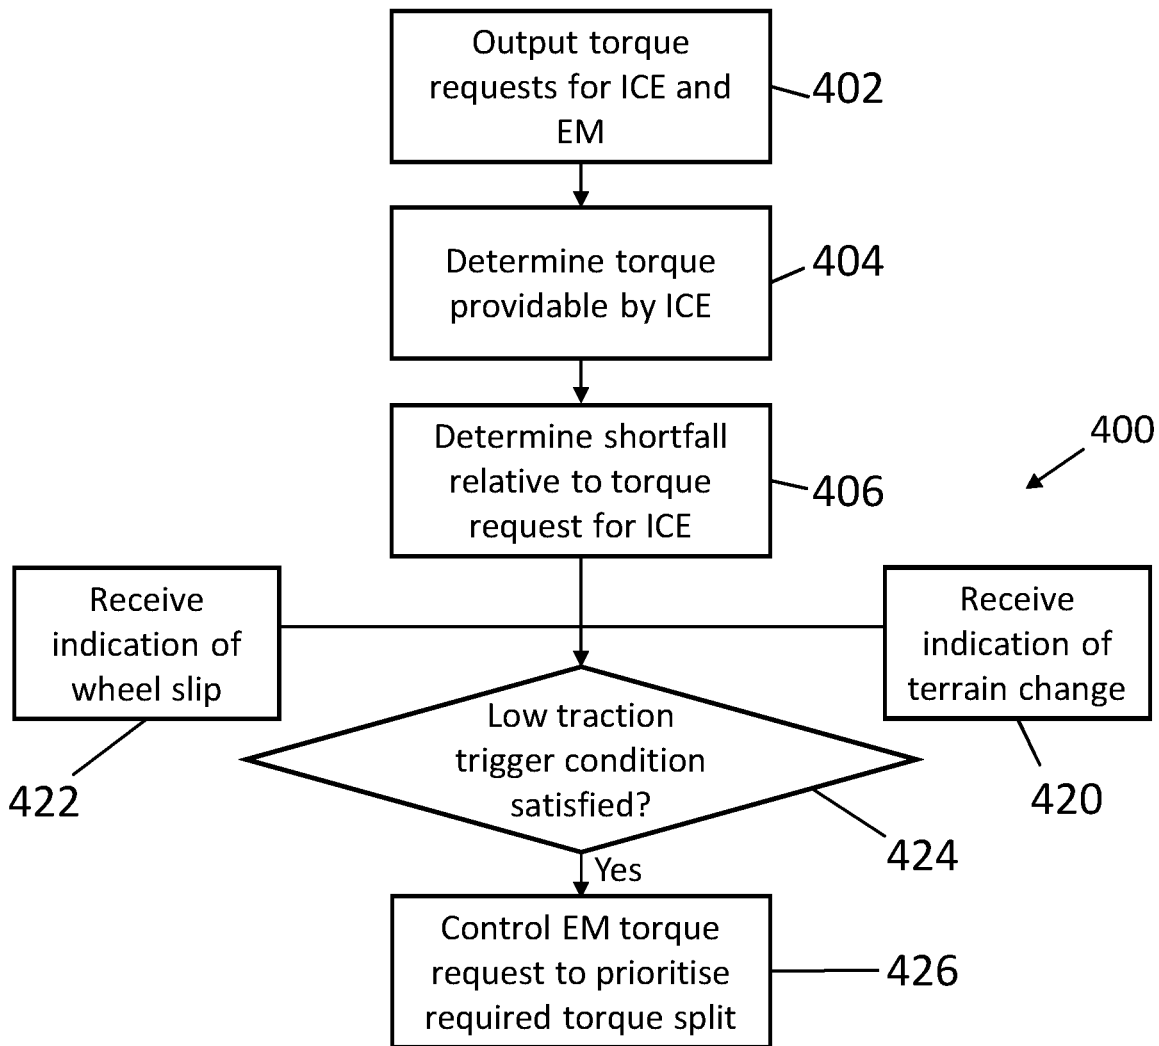 Output torque
requests for ICE and
EM
402
Determine torque
providable by ICE
404
Determine shortfall
relative to torque
request for ICE
406
400
Receive
indication of
wheel slip
422
Receive
indication of
terrain change
420
Low traction
trigger condition
satisfied?
424
Yes
Control EM torque
request to prioritise
required torque split
426